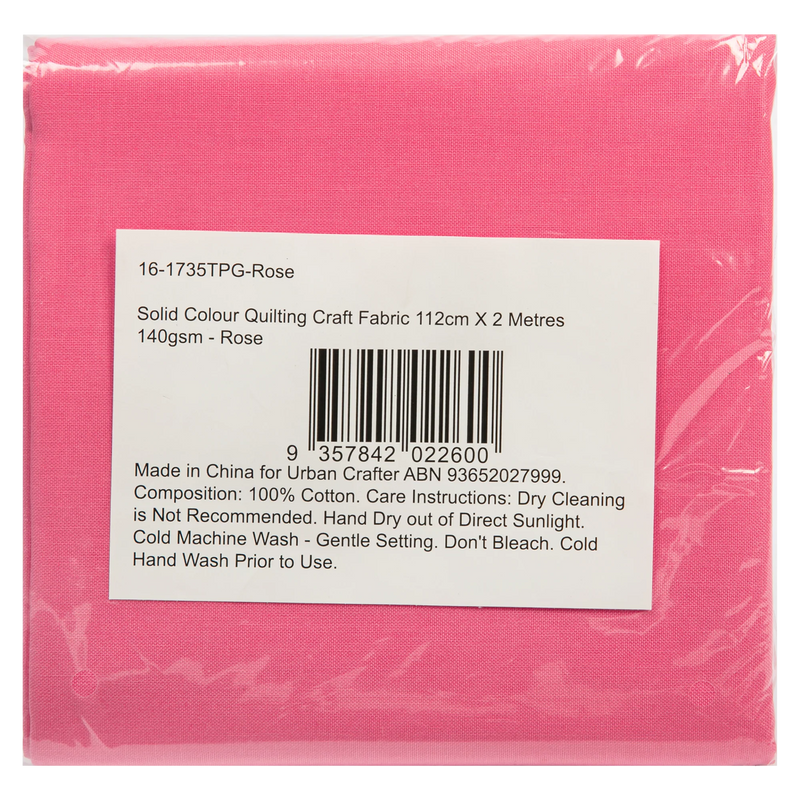 16-1735TPG-Rose
Solid Colour Quilting Craft Fabric 112cm X 2 Metres
140gsm - Rose
9 357842 022600
Made in China for Urban Crafter ABN 93652027999.
Composition: 100% Cotton. Care Instructions: Dry Cleaning
is Not Recommended. Hand Dry out of Direct Sunlight.
Cold Machine Wash - Gentle Setting. Don't Bleach. Cold
Hand Wash Prior to Use.